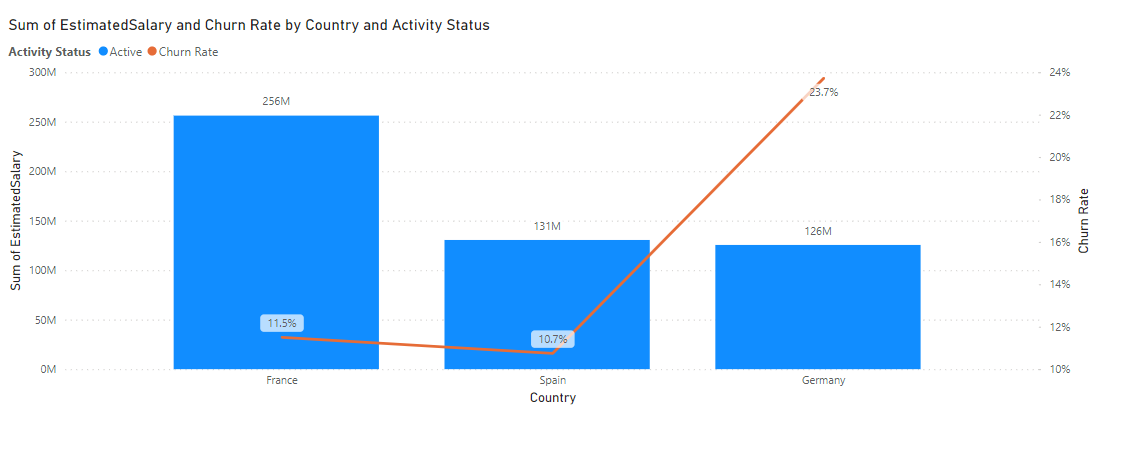 Sum of EstimatedSalary and Churn Rate by Country and Activity Status
Activity Status Active Churn Rate
300M
250M
200M
150M
100M
50M
0M
Sum of EstimatedSalary
256M
131M
126M
11.5%
10.7%
23.7%
24%
22%
20%
18%
16%
14%
12%
10%
Churn Rate
France Spain Germany
Country